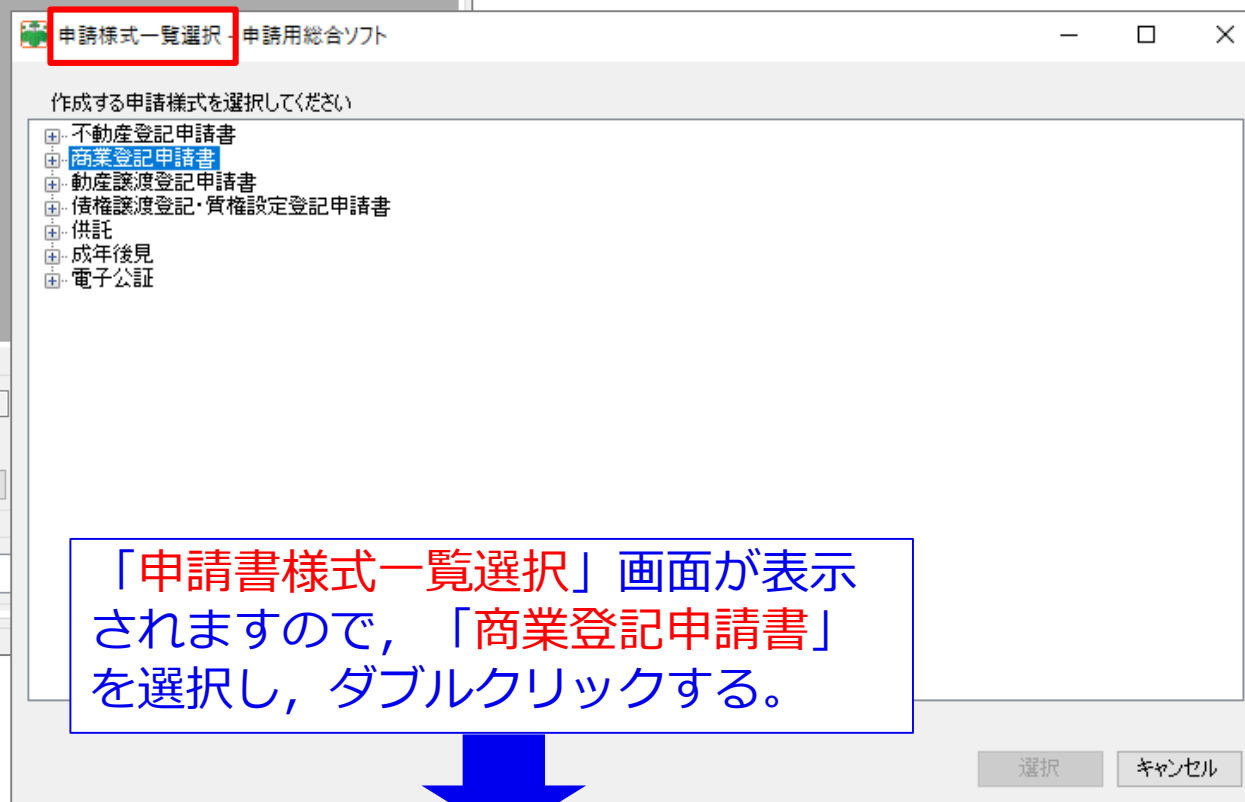 申請様式一覧選択 - 申請用総合ソフト
作成する申請様式を選択してください
不動産登記申請書
商業登記申請書
動産譲渡登記申請書
債権譲渡登記・質権設定登記申請書
供託
成年後見
電子公証
「申請書様式一覧選択」画面が表示
されますので，「商業登記申請書」
を選択し，ダブルクリックする。
選択 キャンセル